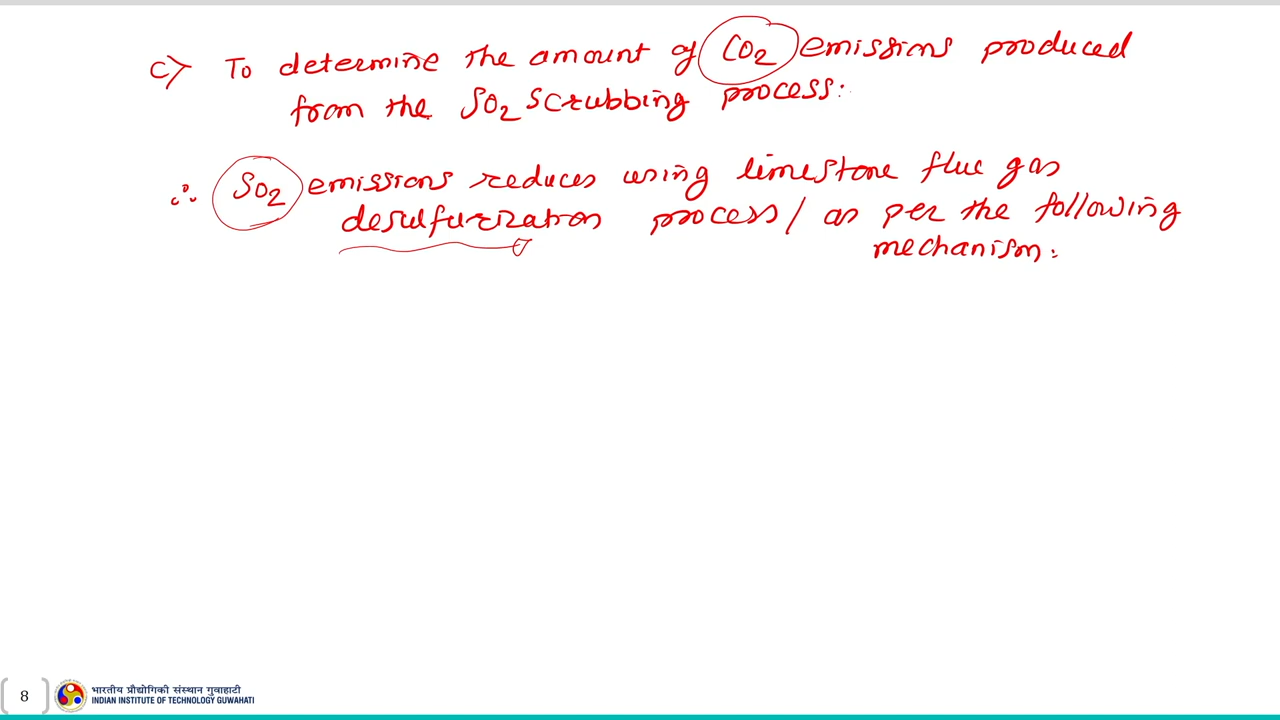 c) To determine the amount of CO2 emissions produced
from the SO2 scrubbing process:
∴ SO2 emissions reduces using limestone flue gas
desulfurization process/ as per the following
mechanism:
8
भारतीय प्रौद्योगिकी संस्थान गुवाहाटी
INDIAN INSTITUTE OF TECHNOLOGY GUWAHATI